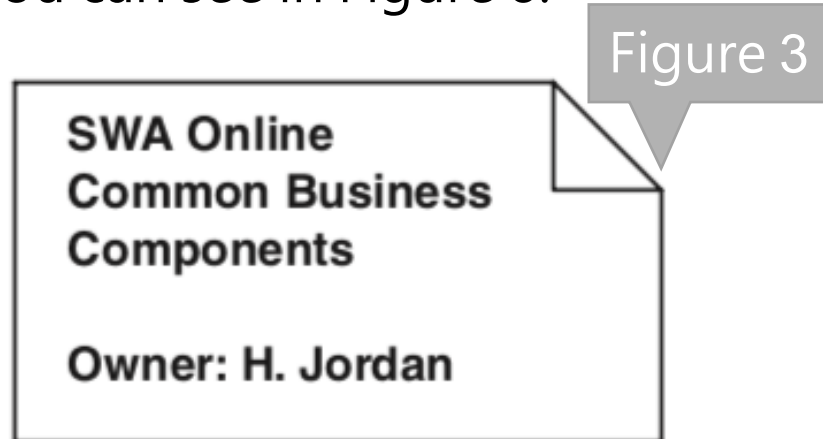 ou can see in Figure 3.
Figure 3
SWA Online
Common Business
Components
Owner: H. Jordan